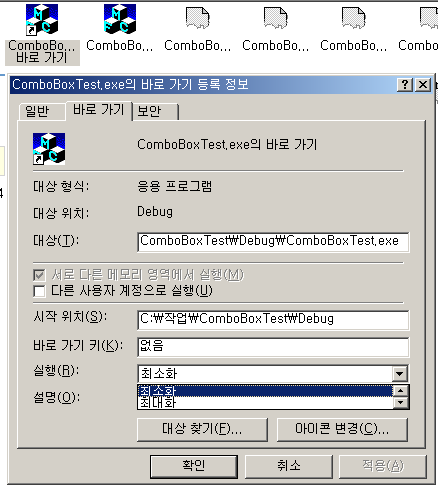 ComboBo...
바로 가기
ComboBo...
ComboBo...
ComboBo...
ComboBo...
Combo
ComboBoxTest.exe의 바로 가기 등록 정보
일반
바로 가기
보안
ComboBoxTest.exe의 바로 가기
대상 형식:
응용 프로그램
대상 위치:
Debug
대상(T):
ComboBoxTest\Debug\ComboBoxTest.exe
서로 다른 메모리 영역에서 실행(M)
다른 사용자 계정으로 실행(U)
시작 위치(S):
C:\작업\ComboBoxTest\Debug
바로 가기 키(K):
없음
실행(R):
최소화
최소화
최대화
설명(O):
대상 찾기(F)...
아이콘 변경(C)...
확인
취소
적용(A)
4